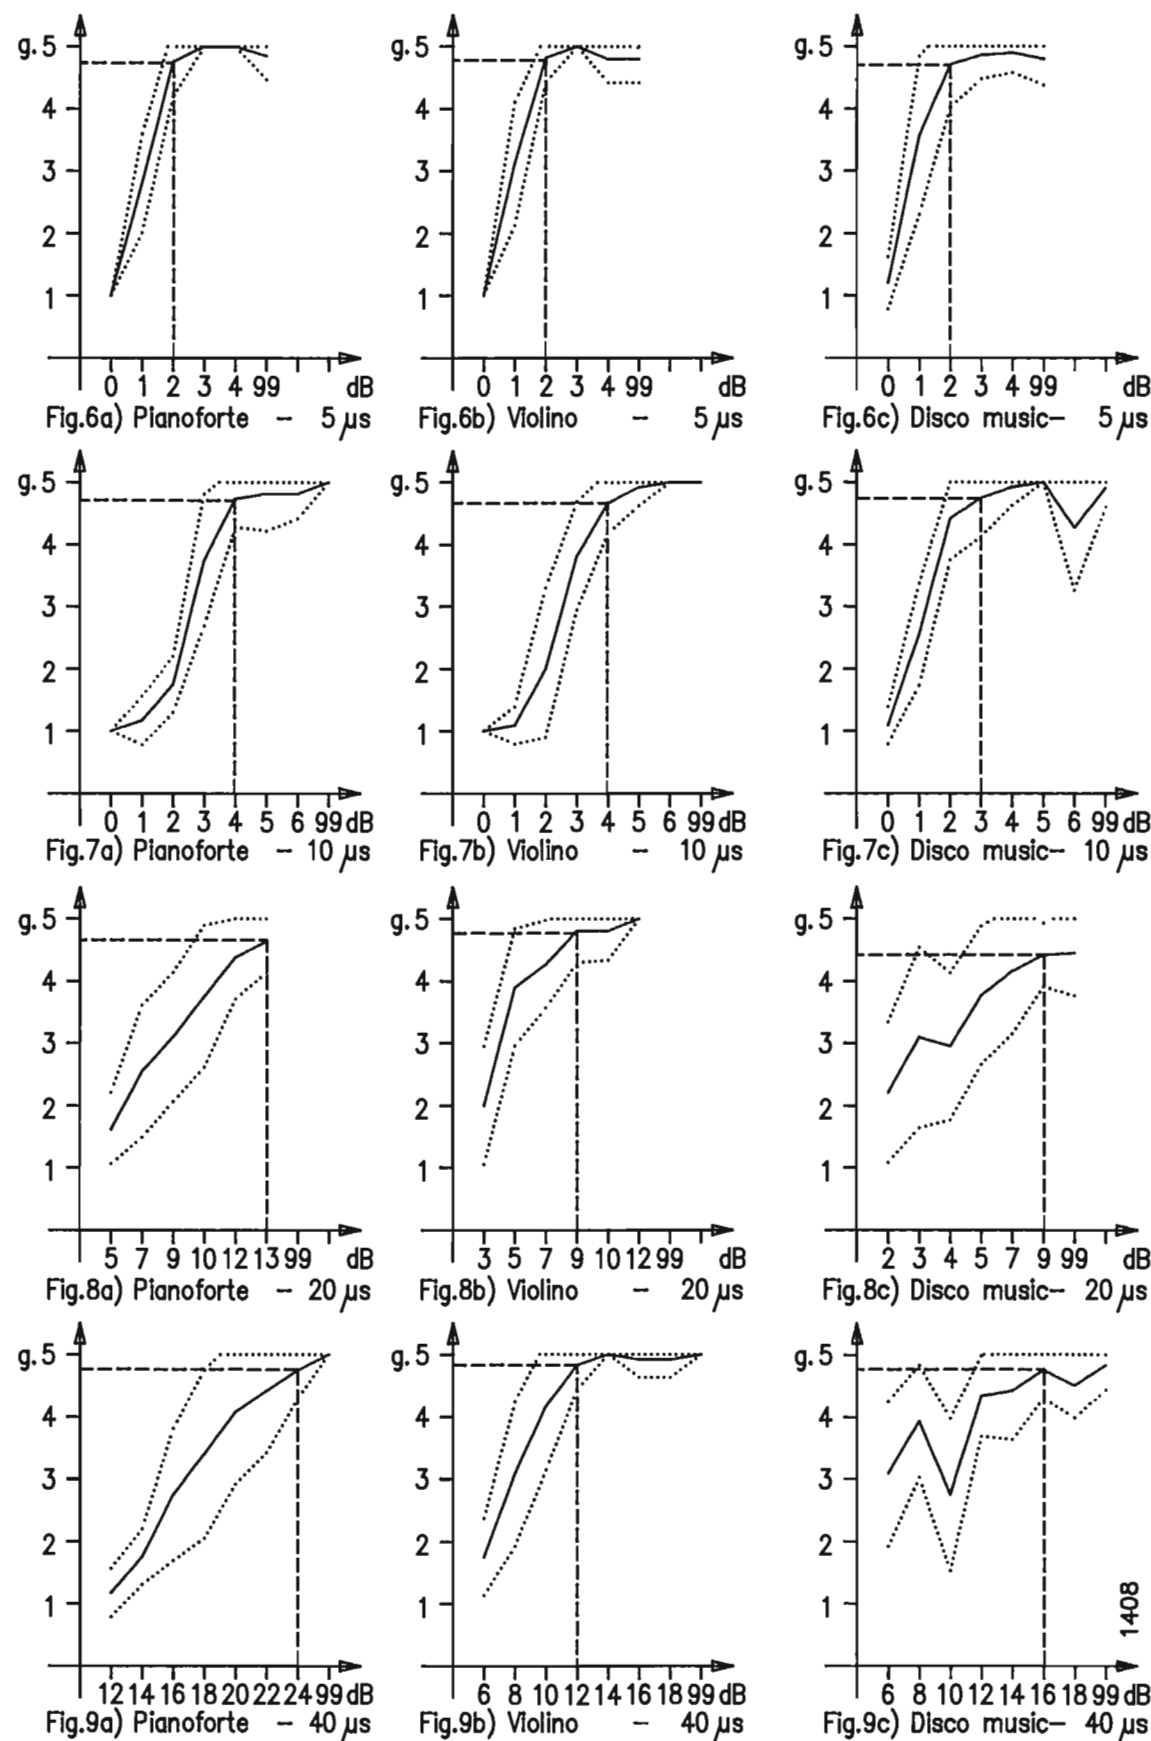 g.5 g.5 g.5
4 4 4
3 3 3
2 2 2
1 1 1
0 1 2 3 4 99 dB 0 1 2 3 4 99 dB 0 1 2 3 4 99 dB
Fig.6a) Pianoforte – 5 µs Fig.6b) Violino – 5 µs Fig.6c) Disco music– 5 µs
g.5 g.5 g.5
4 4 4
3 3 3
2 2 2
1 1 1
0 1 2 3 4 5 6 99 dB 0 1 2 3 4 5 6 99 dB 0 1 2 3 4 5 6 99 dB
Fig.7a) Pianoforte – 10 µs Fig.7b) Violino – 10 µs Fig.7c) Disco music– 10 µs
g.5 g.5 g.5
4 4 4
3 3 3
2 2 2
1 1 1
5 7 9 10 12 13 99 dB 3 5 7 9 10 12 99 dB 2 3 4 5 7 9 99 dB
Fig.8a) Pianoforte – 20 µs Fig.8b) Violino – 20 µs Fig.8c) Disco music– 20 µs
g.5 g.5 g.5
4 4 4
3 3 3
2 2 2
1 1 1
1408
12 14 16 18 20 22 24 99 dB 6 8 10 12 14 16 18 99 dB 6 8 10 12 14 16 18 99 dB
Fig.9a) Pianoforte – 40 µs Fig.9b) Violino – 40 µs Fig.9c) Disco music– 40 µs